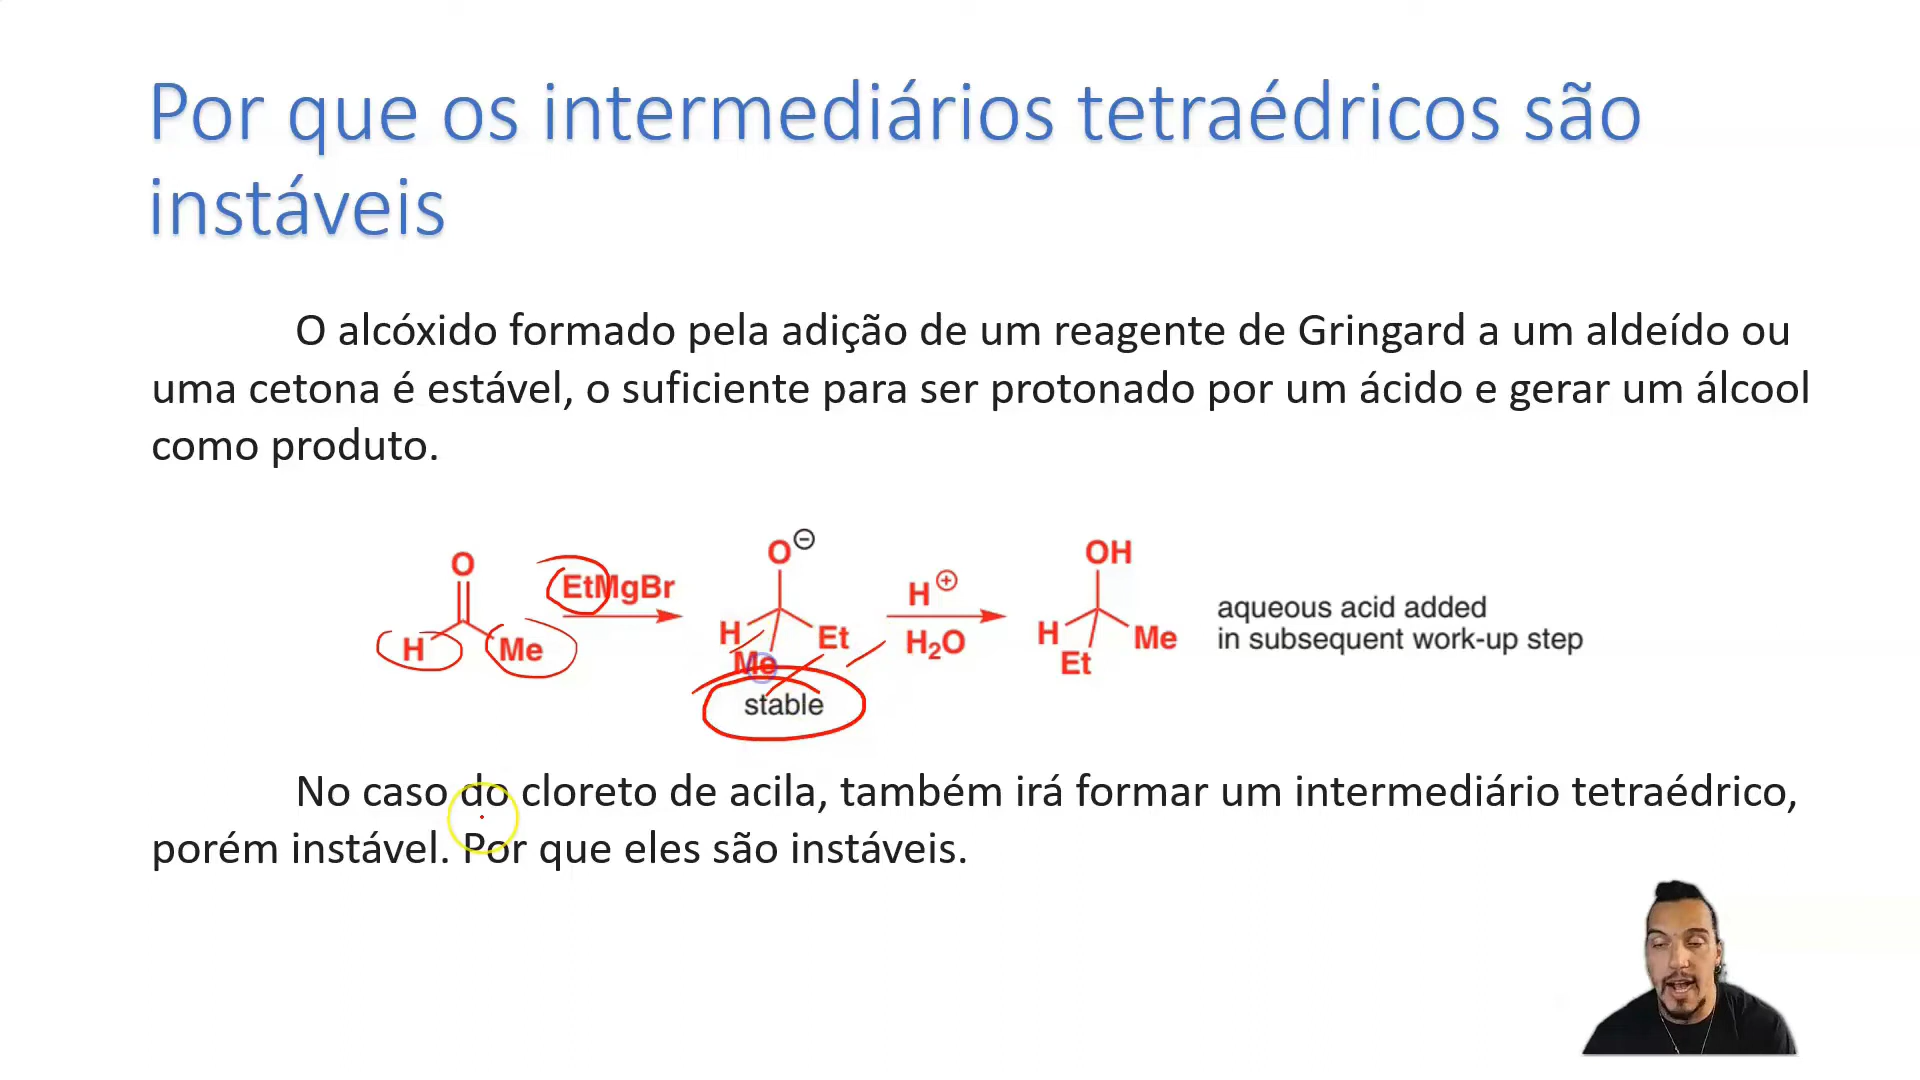 Por que os intermediários tetraédricos são
instáveis
O alcóxido formado pela adição de um reagente de Gringard a um aldeído ou
uma cetona é estável, o suficiente para ser protonado por um ácido e gerar um álcool
como produto.
O
H
Me
EtMgBr
O⊖
H
Me
Et
stable
H⊕
H₂O
OH
H
Et
Me
aqueous acid added
in subsequent work-up step
No caso do cloreto de acila, também irá formar um intermediário tetraédrico,
porém instável. Por que eles são instáveis.